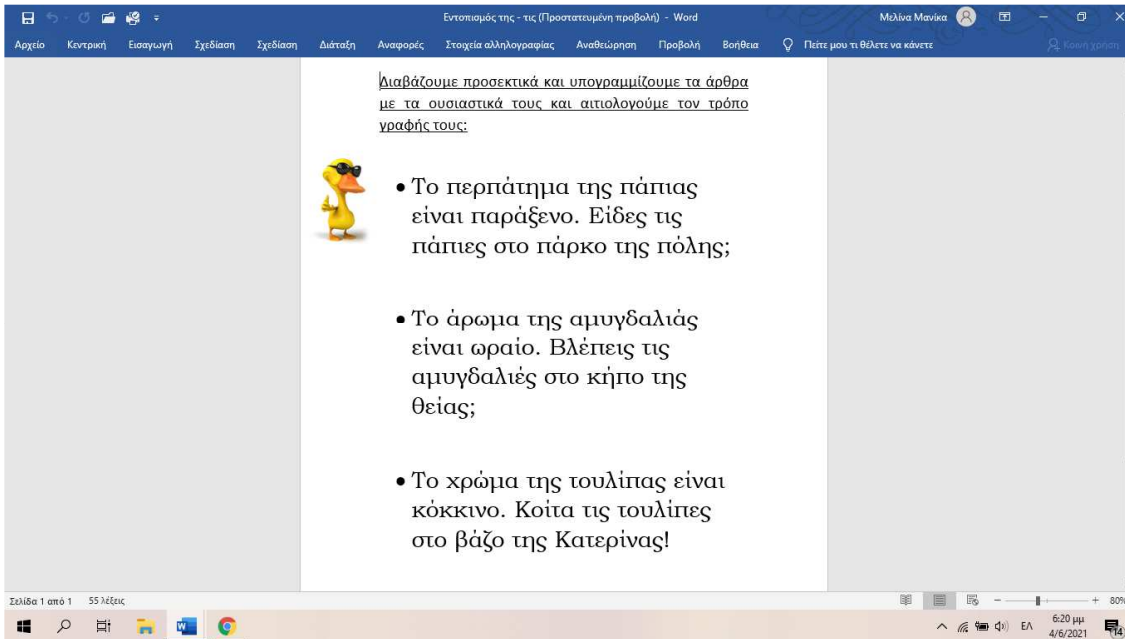 Εντοπισμός της - τις (Προστατευμένη προβολή) - Word
Μελίνα Μανίκα
Αρχείο Κεντρική Εισαγωγή Σχεδίαση Σχεδίαση Διάταξη Αναφορές Στοιχεία αλληλογραφίας Αναθεώρηση Προβολή Βοήθεια Πείτε μου τι θέλετε να κάνετε Κοινή χρήση
Διαβάζουμε προσεκτικά και υπογραμμίζουμε τα άρθρα
με τα ουσιαστικά τους και αιτιολογούμε τον τρόπο
γραφής τους:
• Το περπάτημα της πάπιας
είναι παράξενο. Είδες τις
πάπιες στο πάρκο της πόλης;
• Το άρωμα της αμυγδαλιάς
είναι ωραίο. Βλέπεις τις
αμυγδαλιές στο κήπο της
θείας;
• Το χρώμα της τουλίπας είναι
κόκκινο. Κοίτα τις τουλίπες
στο βάζο της Κατερίνας!
Σελίδα 1 από 1 55 λέξεις
80%
ΕΛ
6:20 μμ
4/6/2021
14